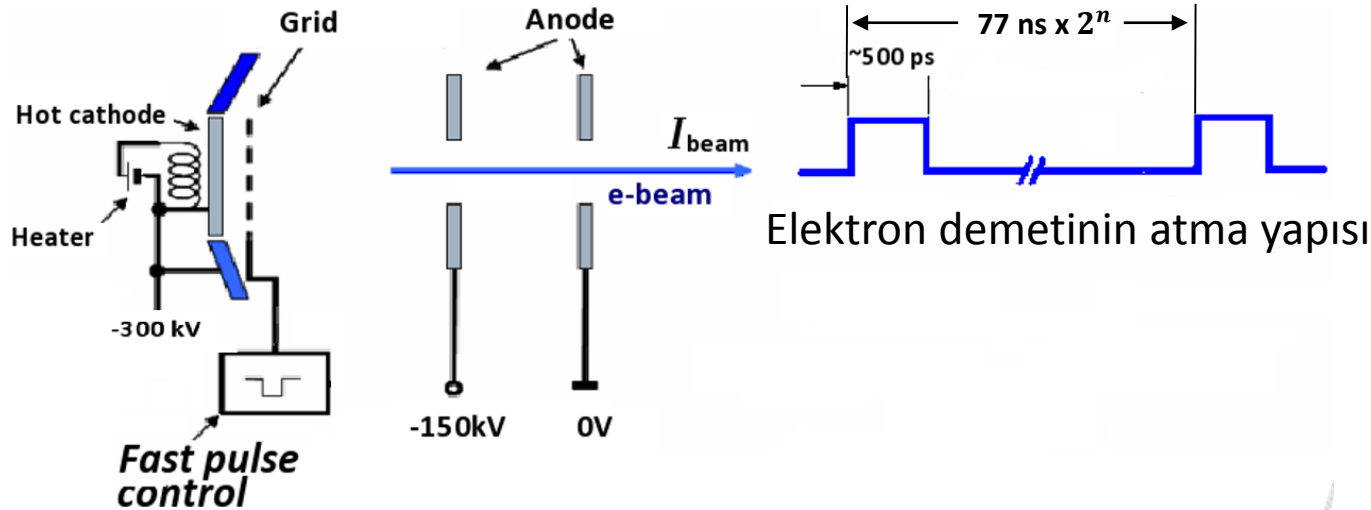 Grid
Anode
77 ns x 2ⁿ
~500 ps
Hot cathode
I beam
e-beam
Heater
Elektron demetinin atma yapısı
-300 kV
-150kV
0V
Fast pulse
control